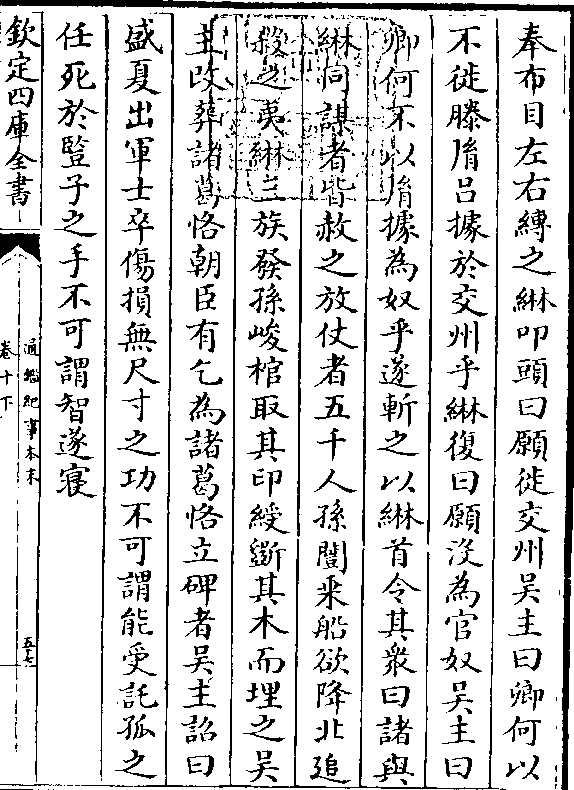 奉布目左右縛之綝叩頭曰願徙交州吳主曰卿何以
不徙滕胤吕據於交州乎綝復曰願没為官奴吳主曰
卿何不以胤據為奴乎遂斬之以綝首令其衆曰諸與
綝同謀者皆赦之放仗者五千人孫闓乗船欲降北追
殺之夷綝三族發孫峻棺取其印綬斵其木而埋之吳
主改葬諸葛恪朝臣有乞為諸葛恪立碑者吳主詔曰
盛夏出軍士卒傷損無尺寸之功不可謂能受託孤之
任死於豎子之手不可謂智遂寢
欽定四庫全書
通鑑紀事本末
卷十下
五十七